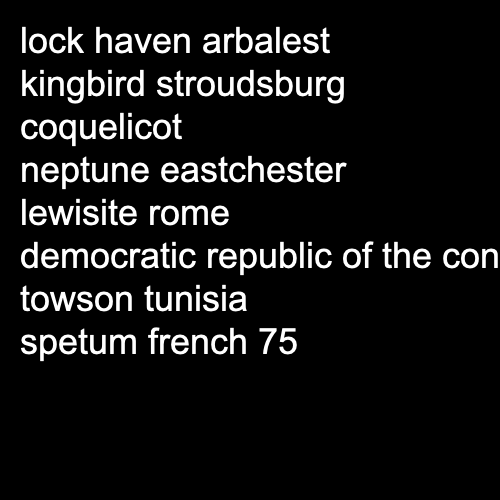 lock haven arbalest
kingbird stroudsburg
coquelicot
neptune eastchester
lewisite rome
democratic republic of the con
towson tunisia
spetum french 75